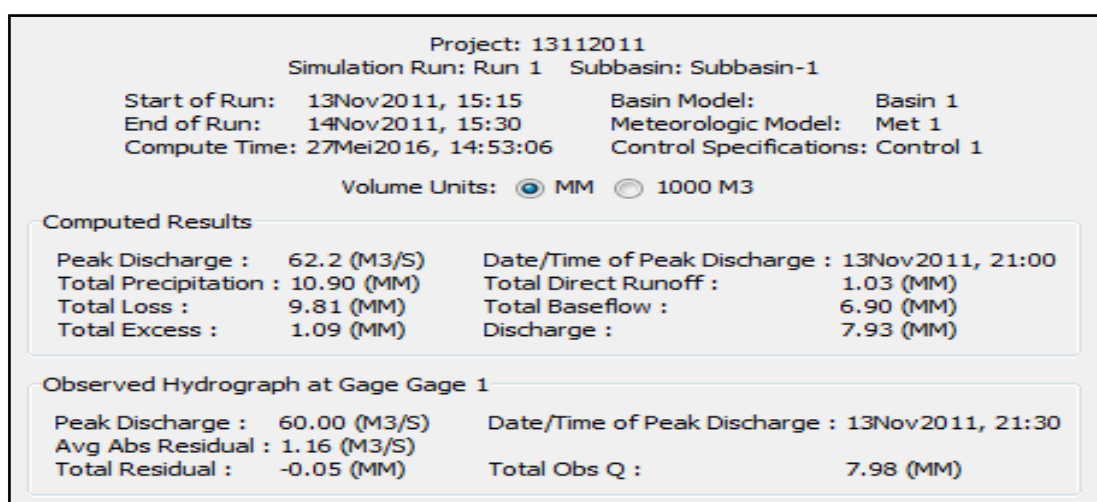 Project: 13112011
Simulation Run: Run 1 Subbasin: Subbasin-1
Start of Run: 13Nov2011, 15:15 Basin Model: Basin 1
End of Run: 14Nov2011, 15:30 Meteorologic Model: Met 1
Compute Time: 27Mei2016, 14:53:06 Control Specifications: Control 1
Volume Units: MM 1000 M3
Computed Results
Peak Discharge : 62.2 (M3/S) Date/Time of Peak Discharge : 13Nov2011, 21:00
Total Precipitation : 10.90 (MM) Total Direct Runoff : 1.03 (MM)
Total Loss : 9.81 (MM) Total Baseflow : 6.90 (MM)
Total Excess : 1.09 (MM) Discharge : 7.93 (MM)
Observed Hydrograph at Gage Gage 1
Peak Discharge : 60.00 (M3/S) Date/Time of Peak Discharge : 13Nov2011, 21:30
Avg Abs Residual : 1.16 (M3/S)
Total Residual : -0.05 (MM) Total Obs Q : 7.98 (MM)